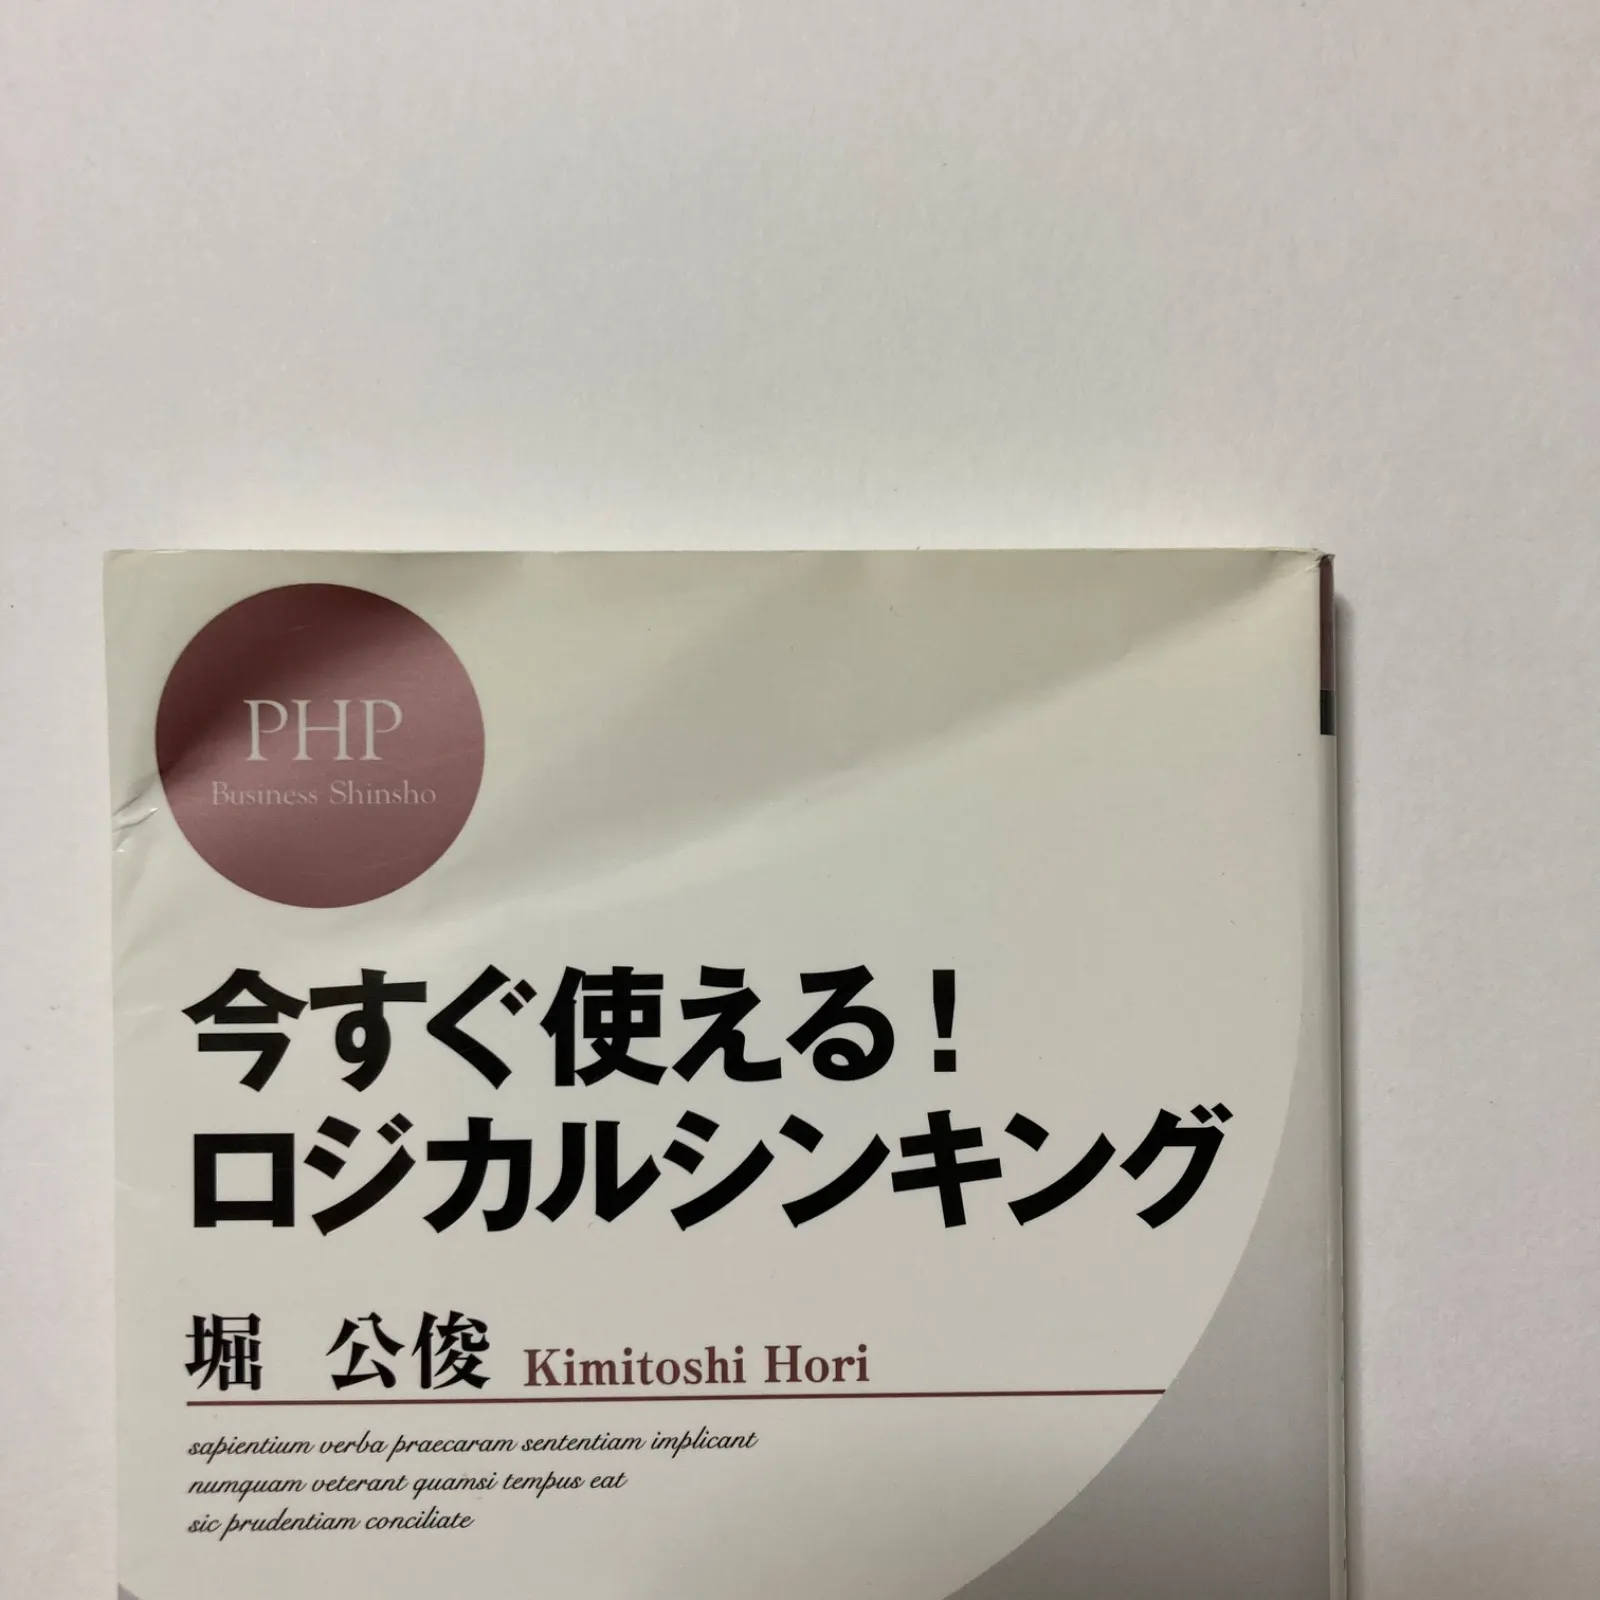 PHP
Business Shinsho
今すぐ使える!
ロジカルシンキング
堀 公俊 Kimitoshi Hori
sapientium verba praecaram sententiam implicant
numquam veterant quamsi tempus eat
sic prudentiam conciliate